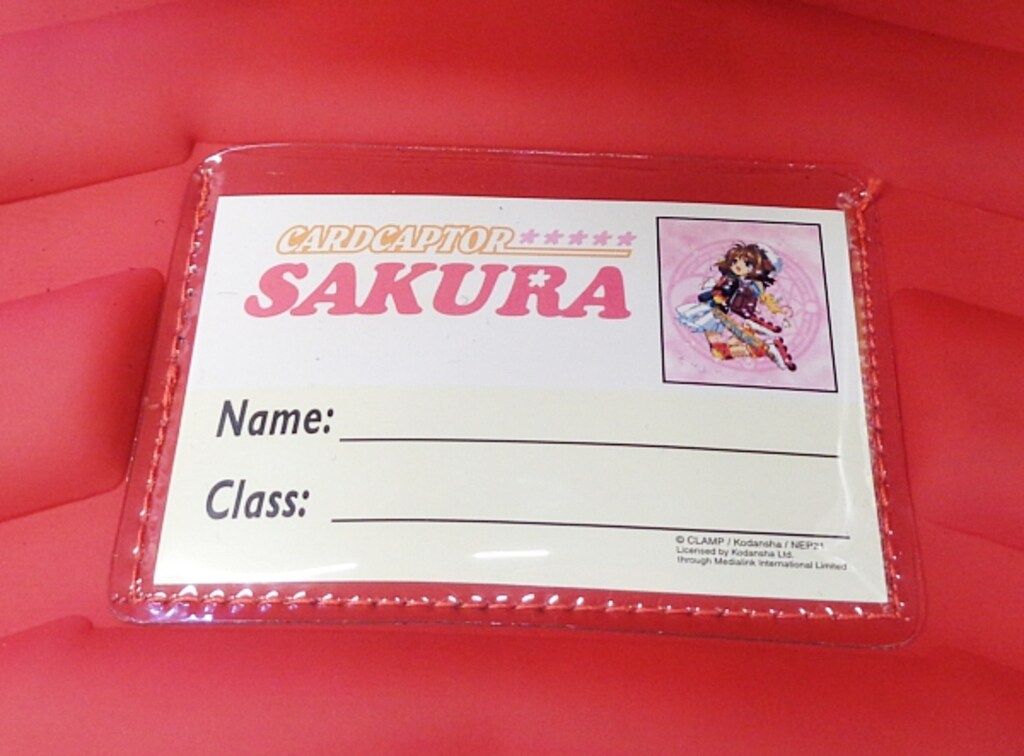 CARDCAPTOR
SAKURA
Name:
Class:
© CLAMP / Kodansha / NEP21
Licensed by Kodansha Ltd.
through Medialink International Limited